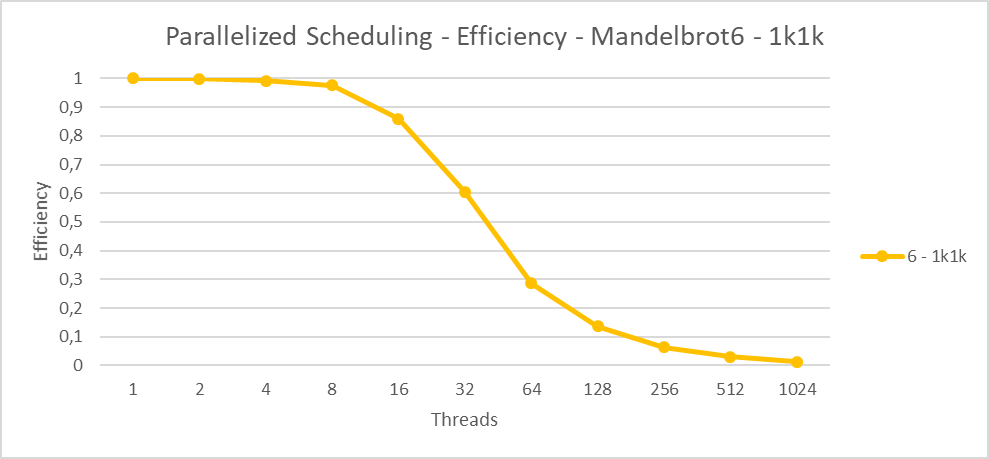 Parallelized Scheduling - Efficiency - Mandelbrot6 - 1k1k
1
0,9
0,8
0,7
0,6
0,5
0,4
0,3
0,2
0,1
0
Efficiency
6 - 1k1k
1 2 4 8 16 32 64 128 256 512 1024
Threads